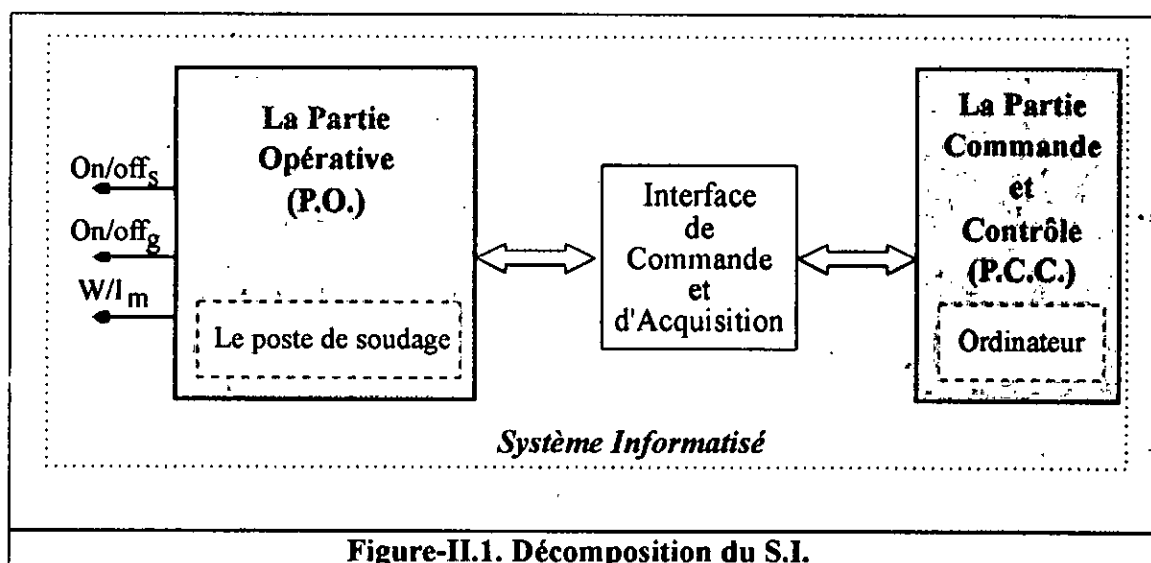 On/off_s
On/off_g
W/I_m
La Partie
Opérative
(P.O.)
Le poste de soudage
Interface
de
Commande
et
d'Acquisition
La Partie
Commande
et
Contrôle
(P.C.C.)
Ordinateur
Système Informatisé
Figure-II.1. Décomposition du S.I.